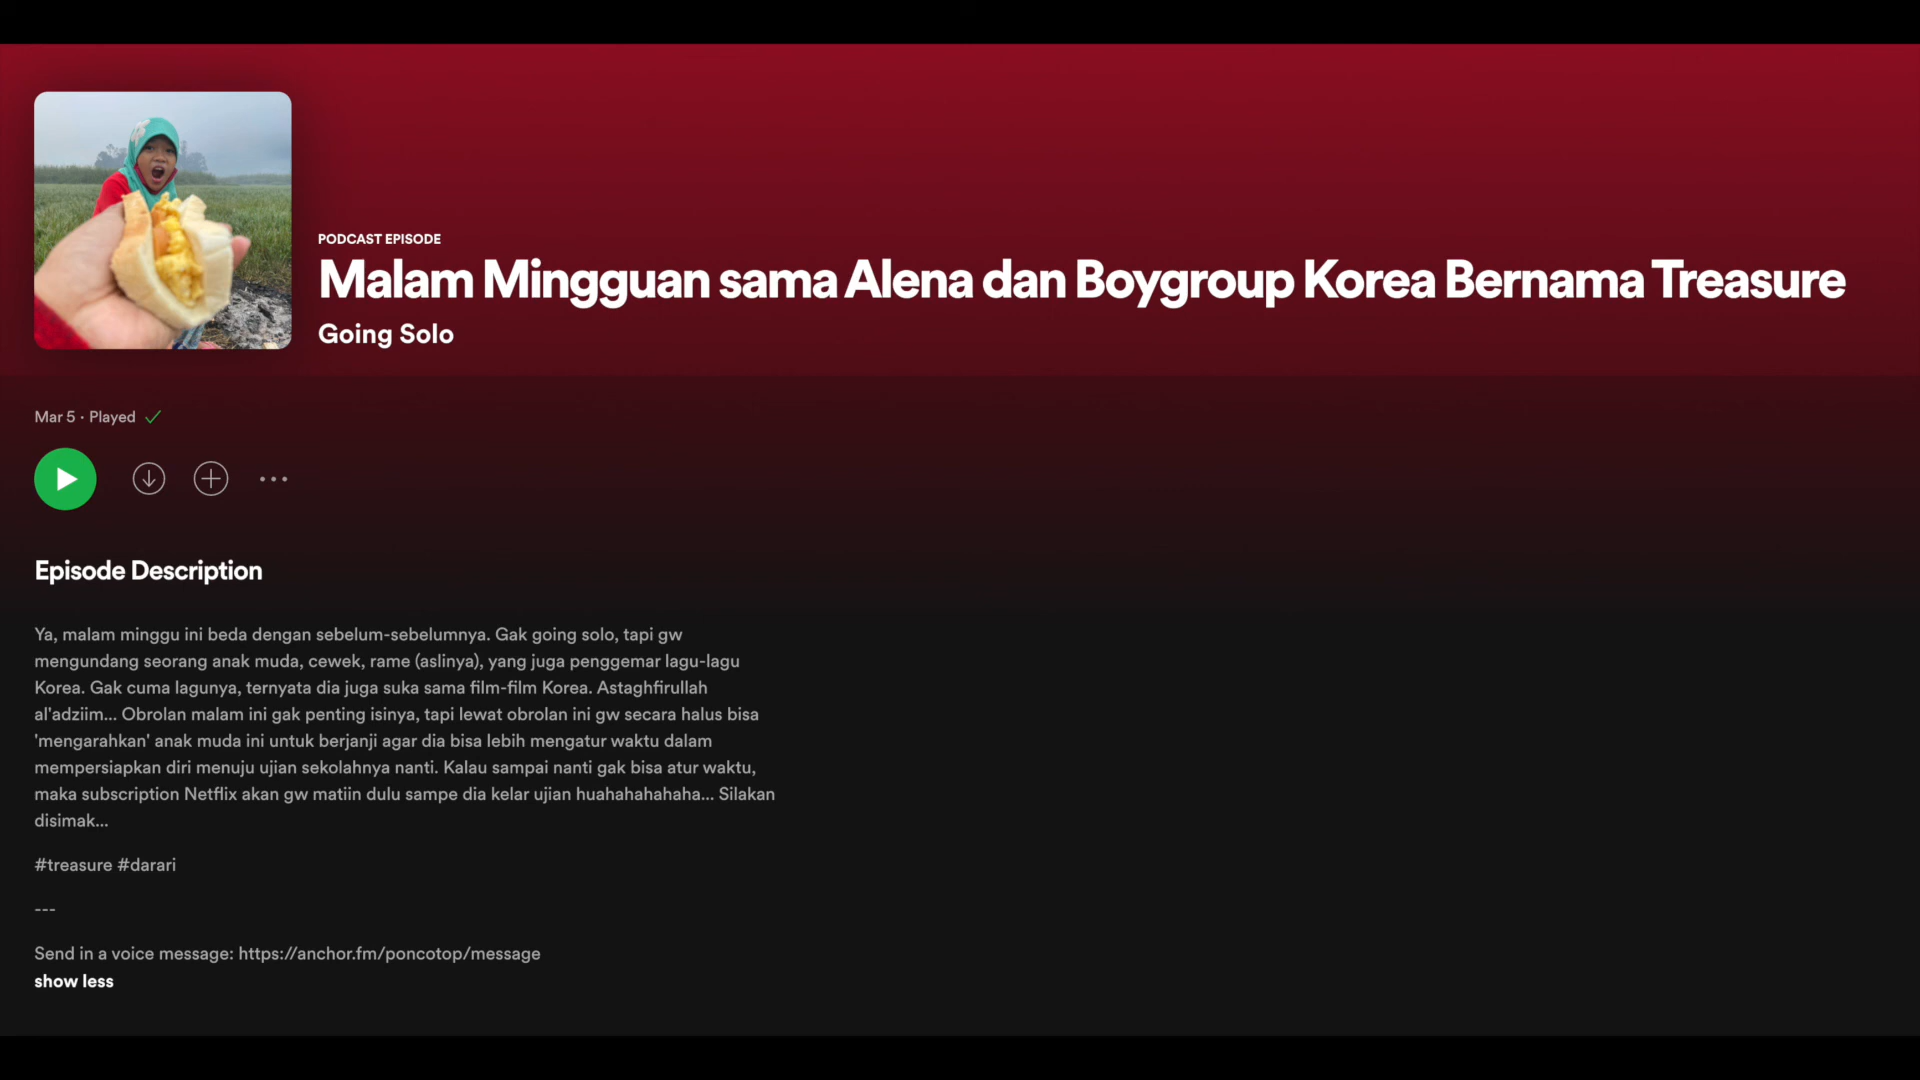 PODCAST EPISODE
Malam Mingguan sama Alena dan Boygroup Korea Bernama Treasure
Going Solo
Mar 5 · Played
Episode Description
Ya, malam minggu ini beda dengan sebelum-sebelumnya. Gak going solo, tapi gw
mengundang seorang anak muda, cewek, rame (aslinya), yang juga penggemar lagu-lagu
Korea. Gak cuma lagunya, ternyata dia juga suka sama film-film Korea. Astaghfirullah
al'adziim... Obrolan malam ini gak penting isinya, tapi lewat obrolan ini gw secara halus bisa
'mengarahkan' anak muda ini untuk berjanji agar dia bisa lebih mengatur waktu dalam
mempersiapkan diri menuju ujian sekolahnya nanti. Kalau sampai nanti gak bisa atur waktu,
maka subscription Netflix akan gw matiin dulu sampe dia kelar ujian huahahahahaha... Silakan
disimak...
#treasure #darari
---
Send in a voice message: https://anchor.fm/poncotop/message
show less